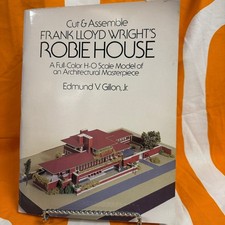 Cut & Assemble
FRANK LLOYD WRIGHT'S
ROBIE HOUSE
A Full-Color H-O Scale Model of
an Architectural Masterpiece
Edmund V. Gillon, Jr.